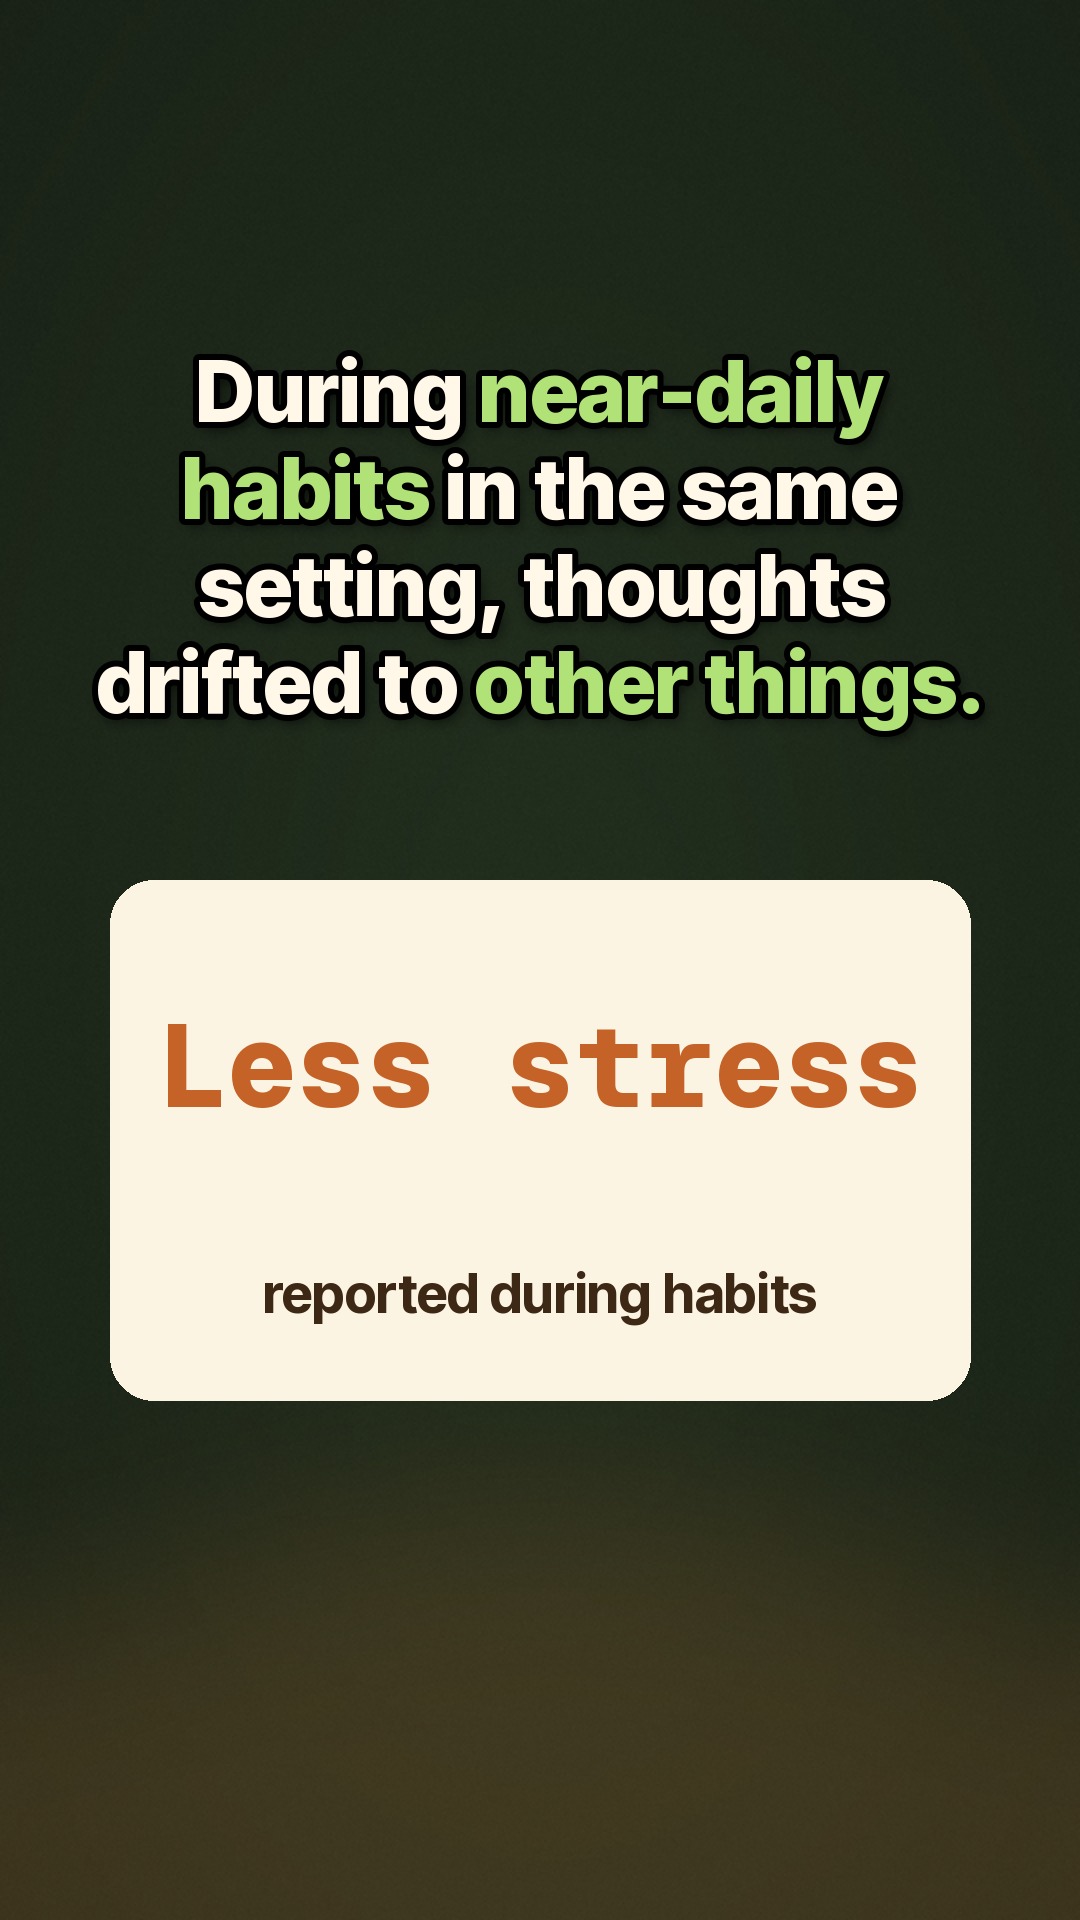 During near-daily
habits in the same
setting, thoughts
drifted to other things.
Less stress
reported during habits